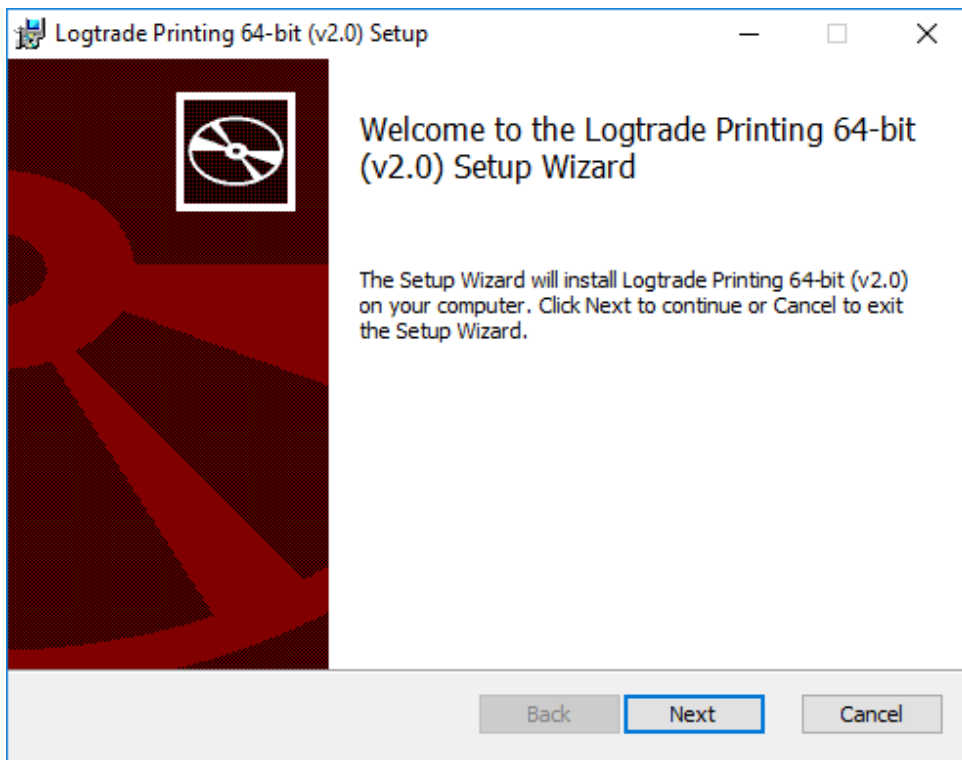 Logtrade Printing 64-bit (v2.0) Setup
Welcome to the Logtrade Printing 64-bit
(v2.0) Setup Wizard
The Setup Wizard will install Logtrade Printing 64-bit (v2.0)
on your computer. Click Next to continue or Cancel to exit
the Setup Wizard.
Back
Next
Cancel